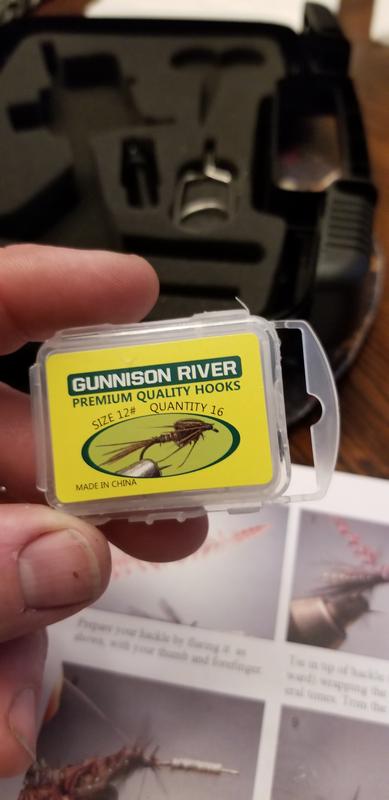 GUNNISON RIVER
PREMIUM QUALITY HOOKS
SIZE 12# QUANTITY 16
MADE IN CHINA
Prepare your hackle by flaring it as
shown, with your thumb and forefinger.
Tie in tip of hackle
ward) wrapping the
eral times. Trim the